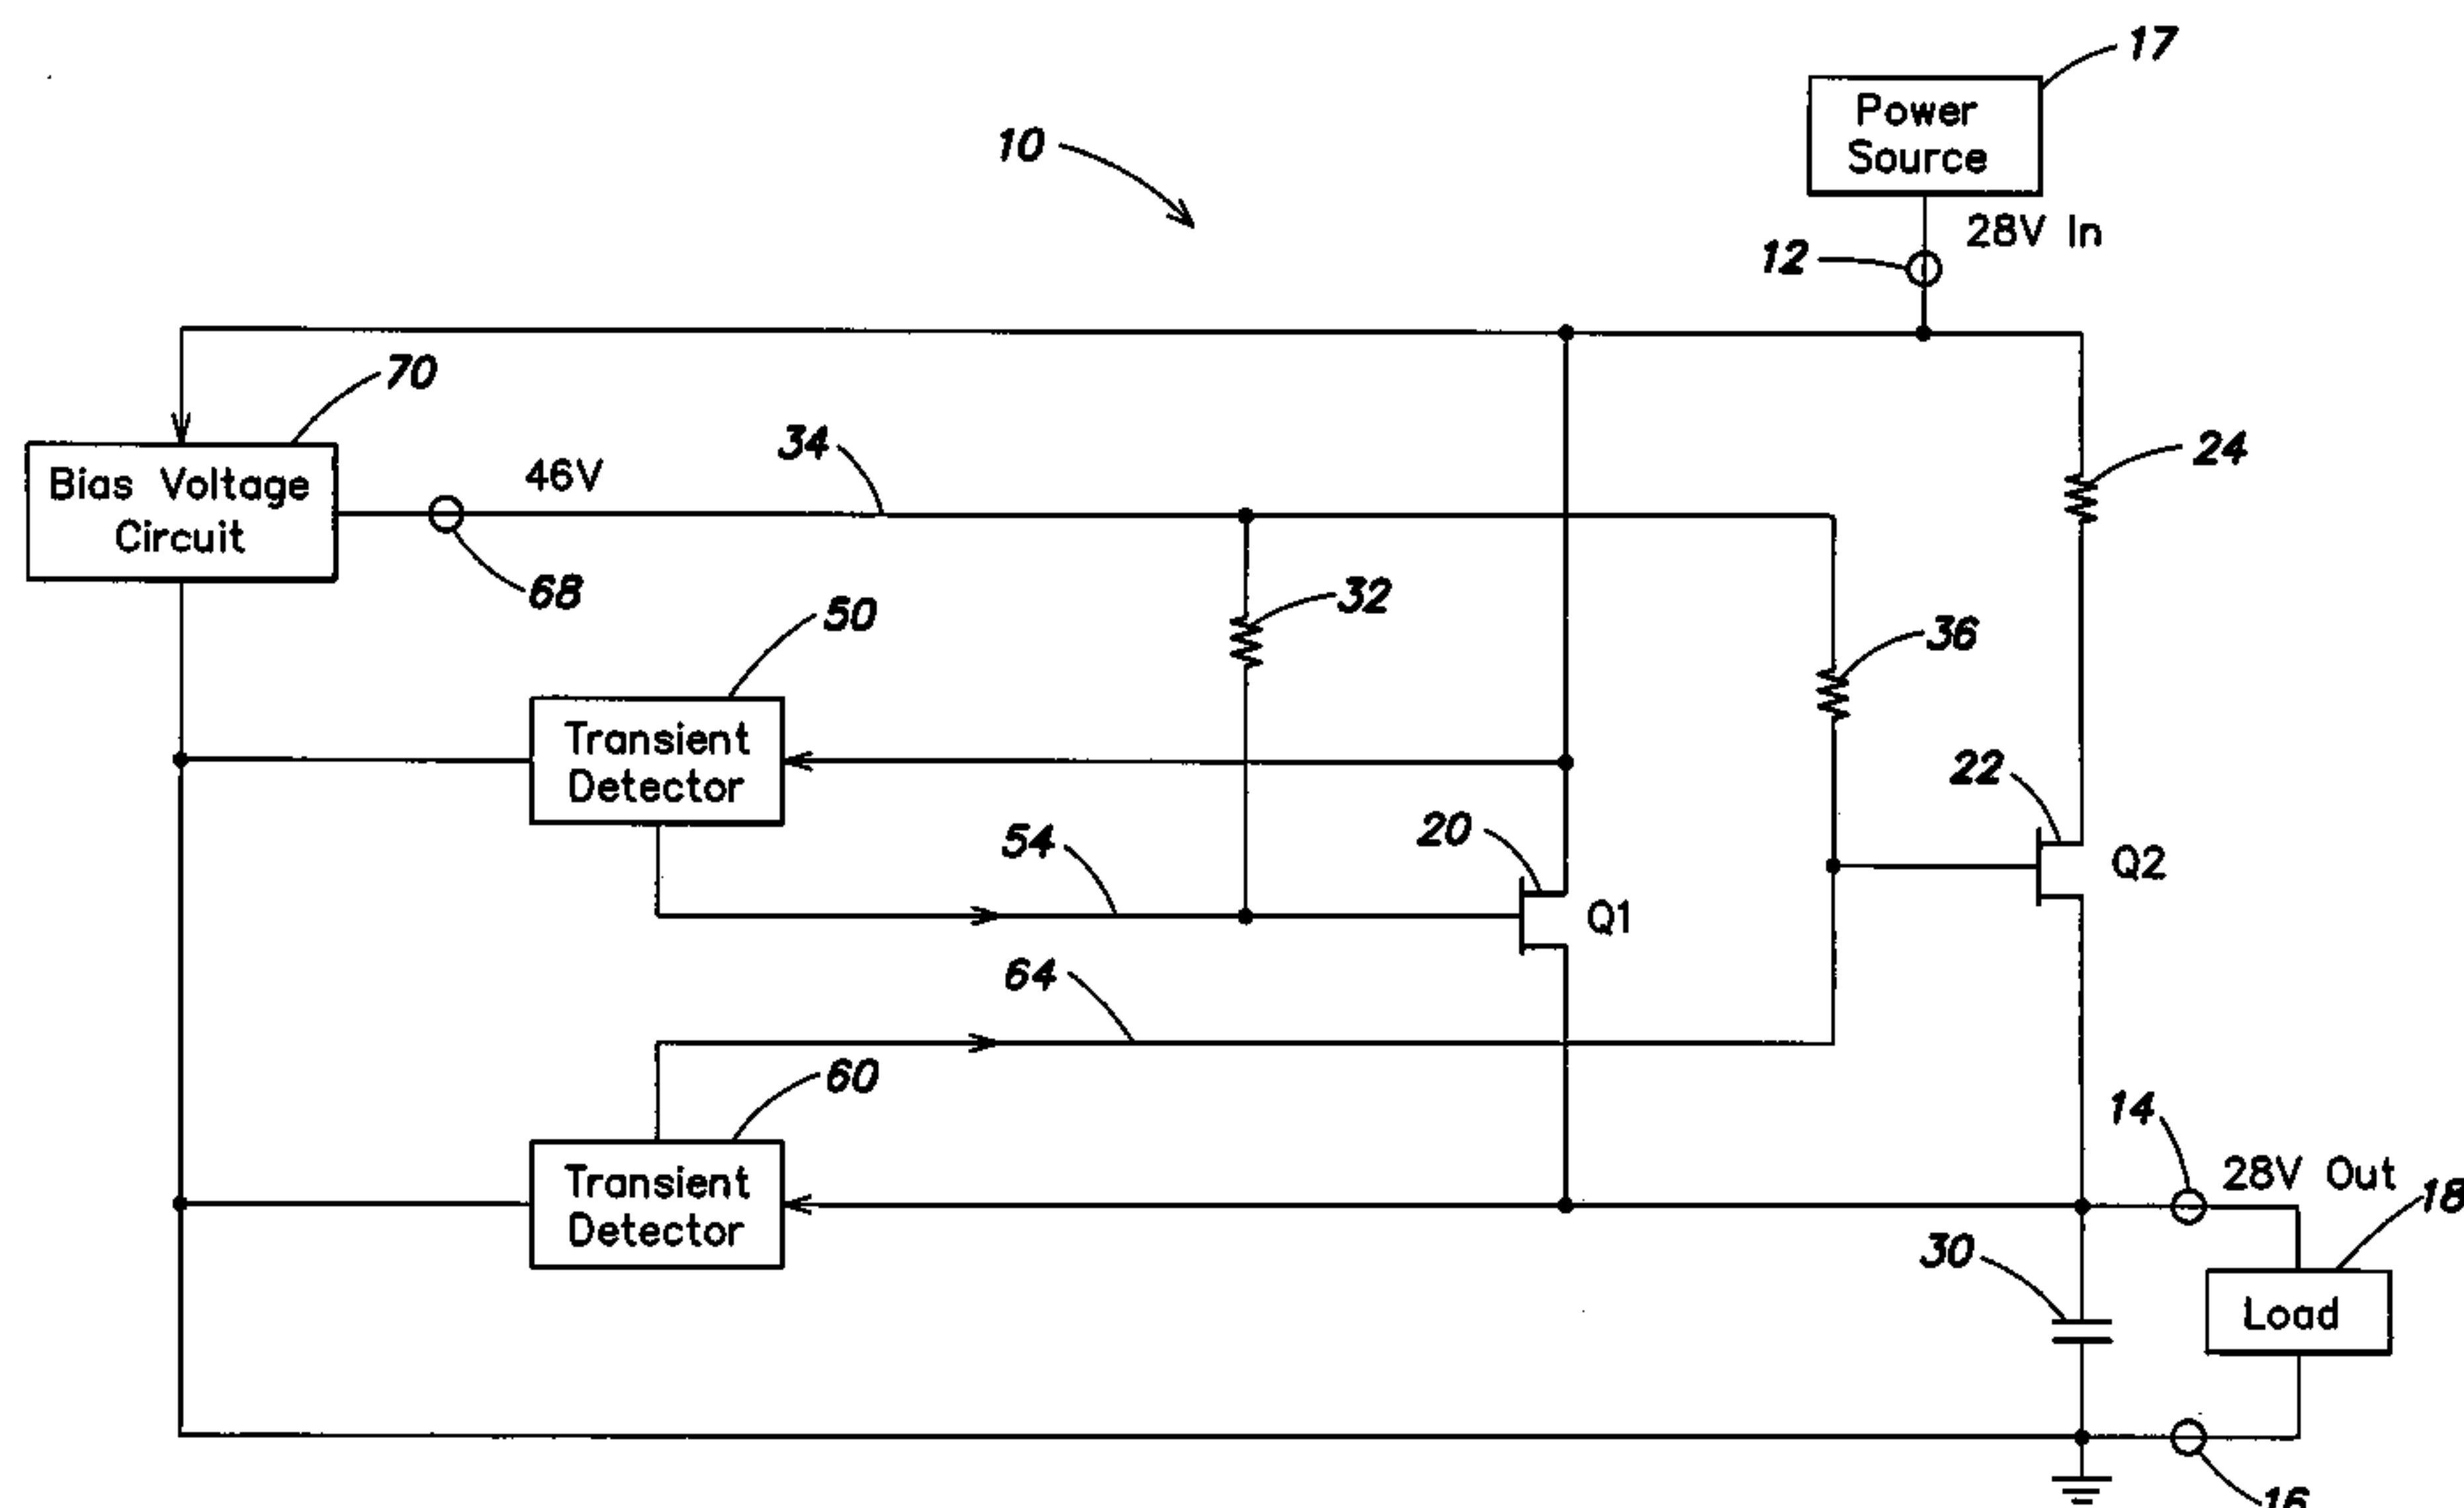 17
Power
Source
10
28V In
12
70
34
24
Bias Voltage
Circuit
46V
68
32
50
36
Transient
Detector
22
54
20
Q2
Q1
64
60
14
Transient
Detector
28V Out
18
30
Load
16